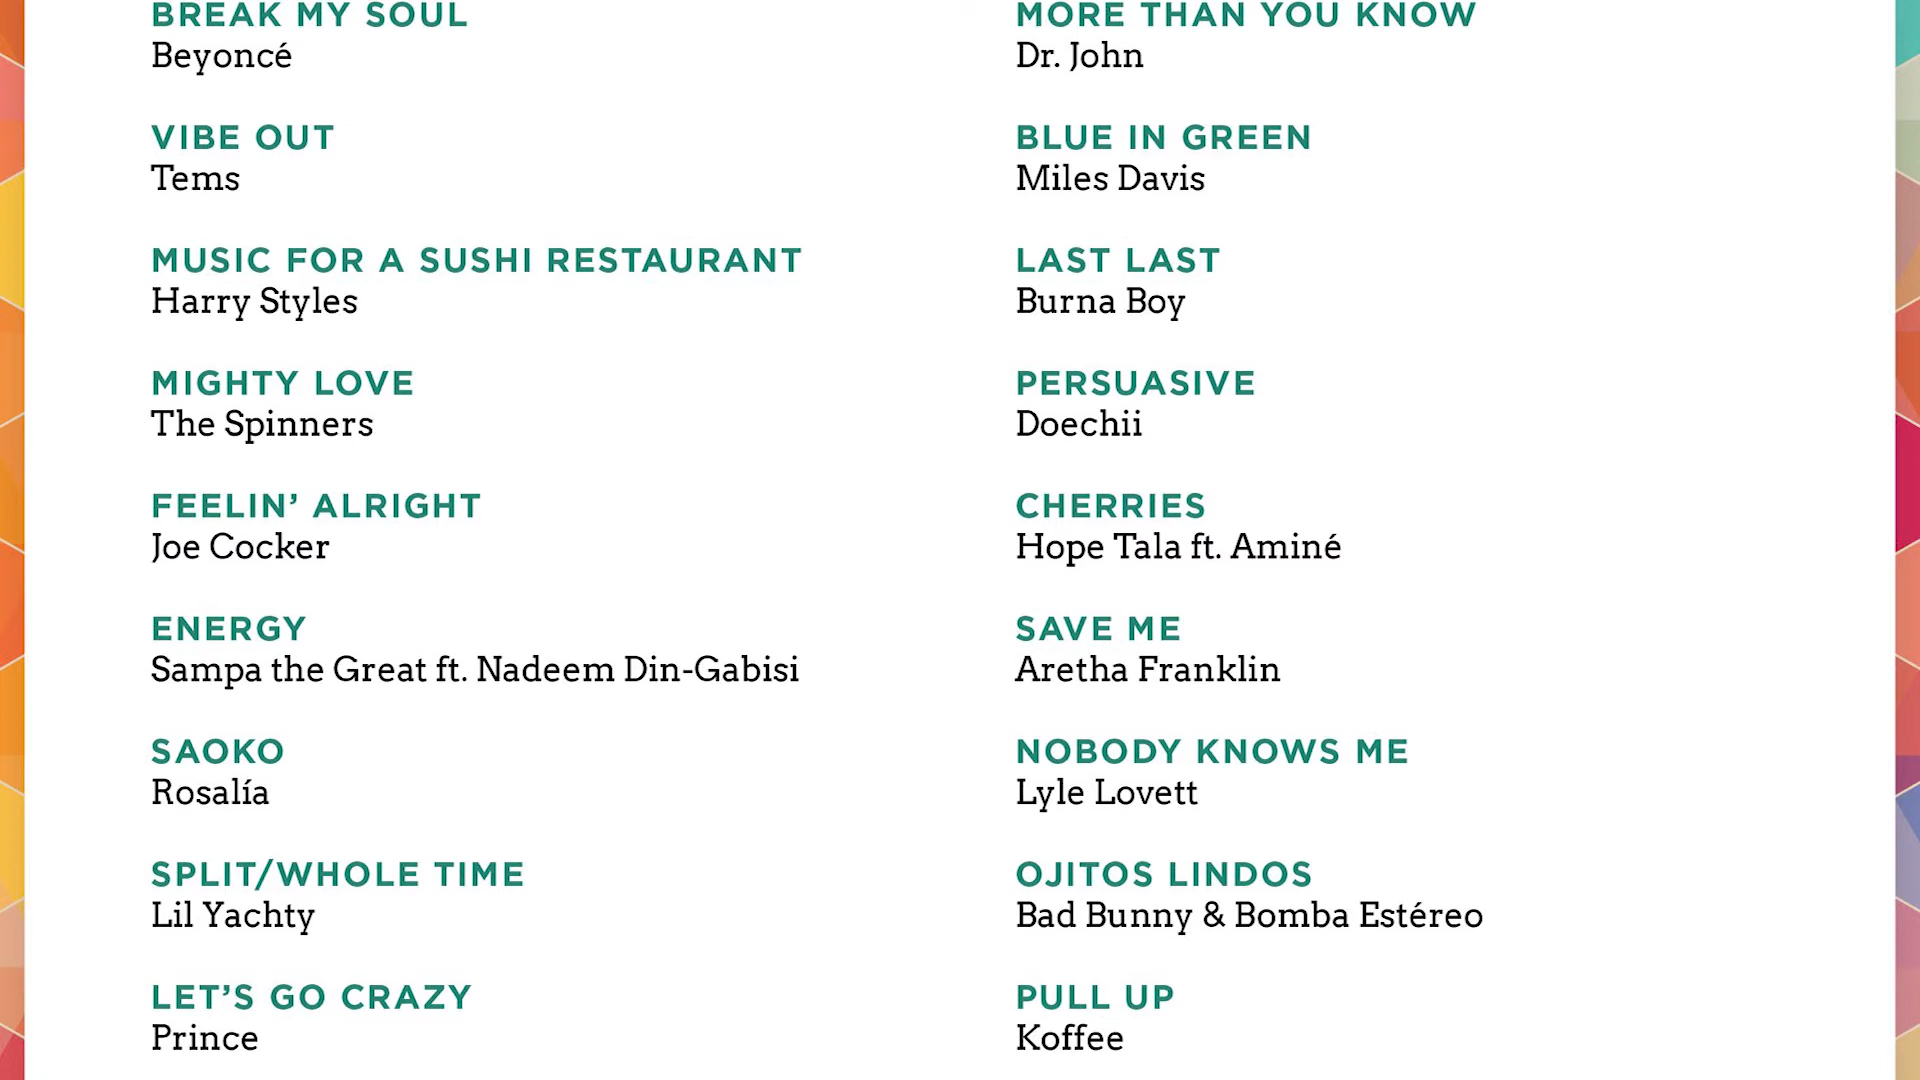 BREAK MY SOUL
Beyoncé
VIBE OUT
Tems
MUSIC FOR A SUSHI RESTAURANT
Harry Styles
MIGHTY LOVE
The Spinners
FEELIN’ ALRIGHT
Joe Cocker
ENERGY
Sampa the Great ft. Nadeem Din-Gabisi
SAOKO
Rosalía
SPLIT/WHOLE TIME
Lil Yachty
LET’S GO CRAZY
Prince
MORE THAN YOU KNOW
Dr. John
BLUE IN GREEN
Miles Davis
LAST LAST
Burna Boy
PERSUASIVE
Doechii
CHERRIES
Hope Tala ft. Aminé
SAVE ME
Aretha Franklin
NOBODY KNOWS ME
Lyle Lovett
OJITOS LINDOS
Bad Bunny & Bomba Estéreo
PULL UP
Koffee